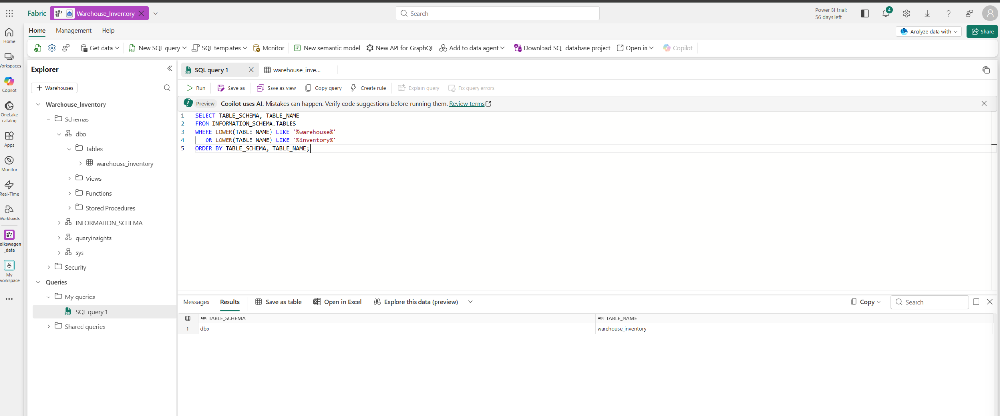 Fabric
Warehouse_Inventory
Search
Power BI trial:
56 days left
4
Home
Management
Help
Analyze data with
Share
Get data
New SQL query
SQL templates
Monitor
New semantic model
New API for GraphQL
Add to data agent
Download SQL database project
Open in
Copilot
Home
Workspaces
Copilot
OneLake
catalog
Apps
Monitor
Real-Time
Workloads
olkswagen
_data
My
workspace
Explorer
Warehouses
Warehouse_Inventory
Schemas
dbo
Tables
warehouse_inventory
Views
Functions
Stored Procedures
INFORMATION_SCHEMA
queryinsights
sys
Security
Queries
My queries
SQL query 1
Shared queries
SQL query 1
warehouse_inve...
Run
Save as
Save as view
Copy query
Create rule
Explain query
Fix query errors
Preview Copilot uses AI. Mistakes can happen. Verify code suggestions before running them. Review terms
1 SELECT TABLE_SCHEMA, TABLE_NAME
2 FROM INFORMATION_SCHEMA.TABLES
3 WHERE LOWER(TABLE_NAME) LIKE '%warehouse%'
4 OR LOWER(TABLE_NAME) LIKE '%inventory%'
5 ORDER BY TABLE_SCHEMA, TABLE_NAME;
Messages
Results
Save as table
Open in Excel
Explore this data (preview)
Copy
Search
ABC TABLE_SCHEMA ABC TABLE_NAME
1 dbo warehouse_inventory